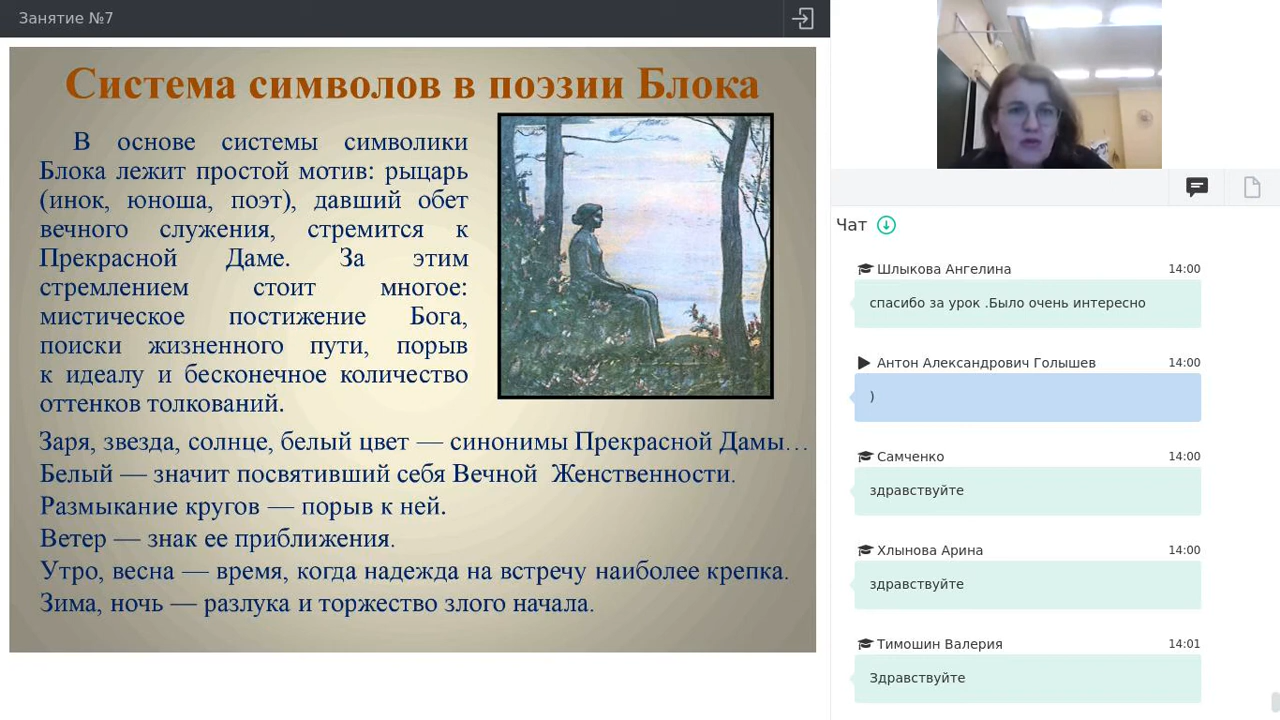 Занятие №7
Система символов в поэзии Блока
В основе системы символики
Блока лежит простой мотив: рыцарь
(инок, юноша, поэт), давший обет
вечного служения, стремится к
Прекрасной Даме. За этим
стремлением стоит многое:
мистическое постижение Бога,
поиски жизненного пути, порыв
к идеалу и бесконечное количество
оттенков толкований.
Заря, звезда, солнце, белый цвет — синонимы Прекрасной Дамы…
Белый — значит посвятивший себя Вечной Женственности.
Размыкание кругов — порыв к ней.
Ветер — знак ее приближения.
Утро, весна — время, когда надежда на встречу наиболее крепка.
Зима, ночь — разлука и торжество злого начала.
Чат
Шлыкова Ангелина 14:00
спасибо за урок .Было очень интересно
Антон Александрович Голышев 14:00
)
Самченко 14:00
здравствуйте
Хлынова Арина 14:00
здравствуйте
Тимошин Валерия 14:01
Здравствуйте